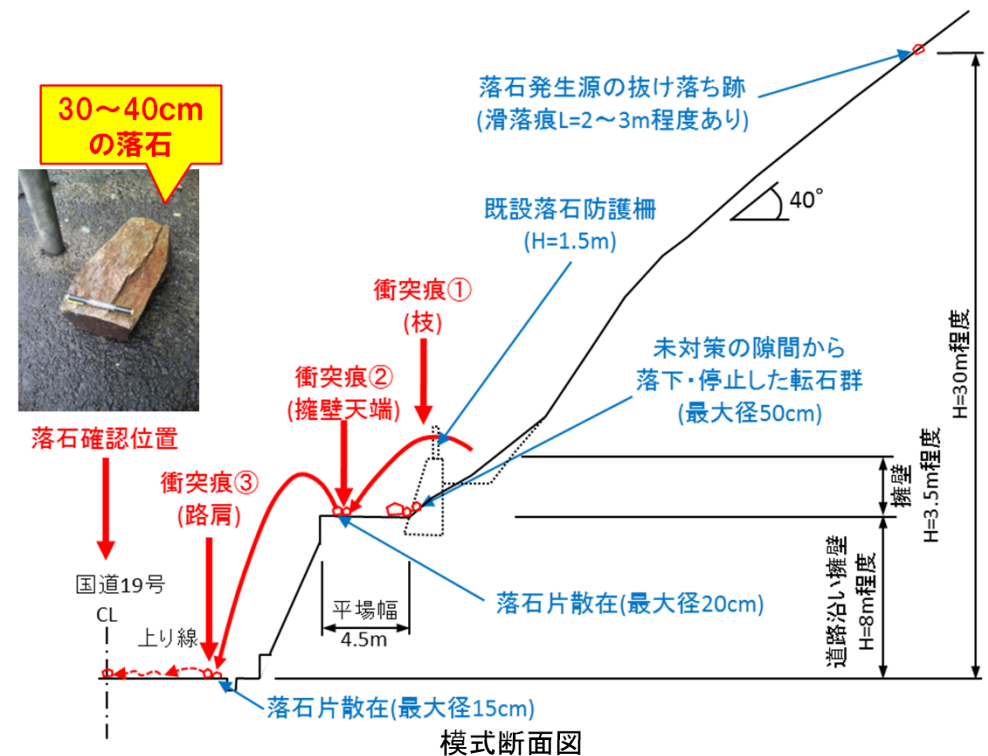 30～40cm
の落石
落石発生源の抜け落ち跡
(滑落痕L=2～3m程度あり)
40°
既設落石防護柵
(H=1.5m)
衝突痕①
(枝)
未対策の隙間から
落下・停止した転石群
(最大径50cm)
衝突痕②
(擁壁天端)
H=30m程度
落石確認位置
衝突痕③
(路肩)
擁壁
H=3.5m程度
国道19号
CL
上り線
平場幅
4.5m
落石片散在(最大径20cm)
道路沿い擁壁
H=8m程度
落石片散在(最大径15cm)
模式断面図